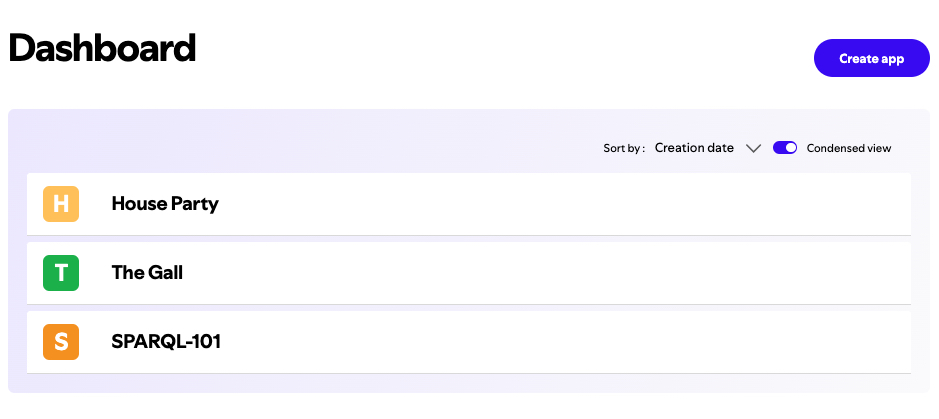 Dashboard
Create app
Sort by : Creation date Condensed view
H House Party
T The Gall
S SPARQL-101